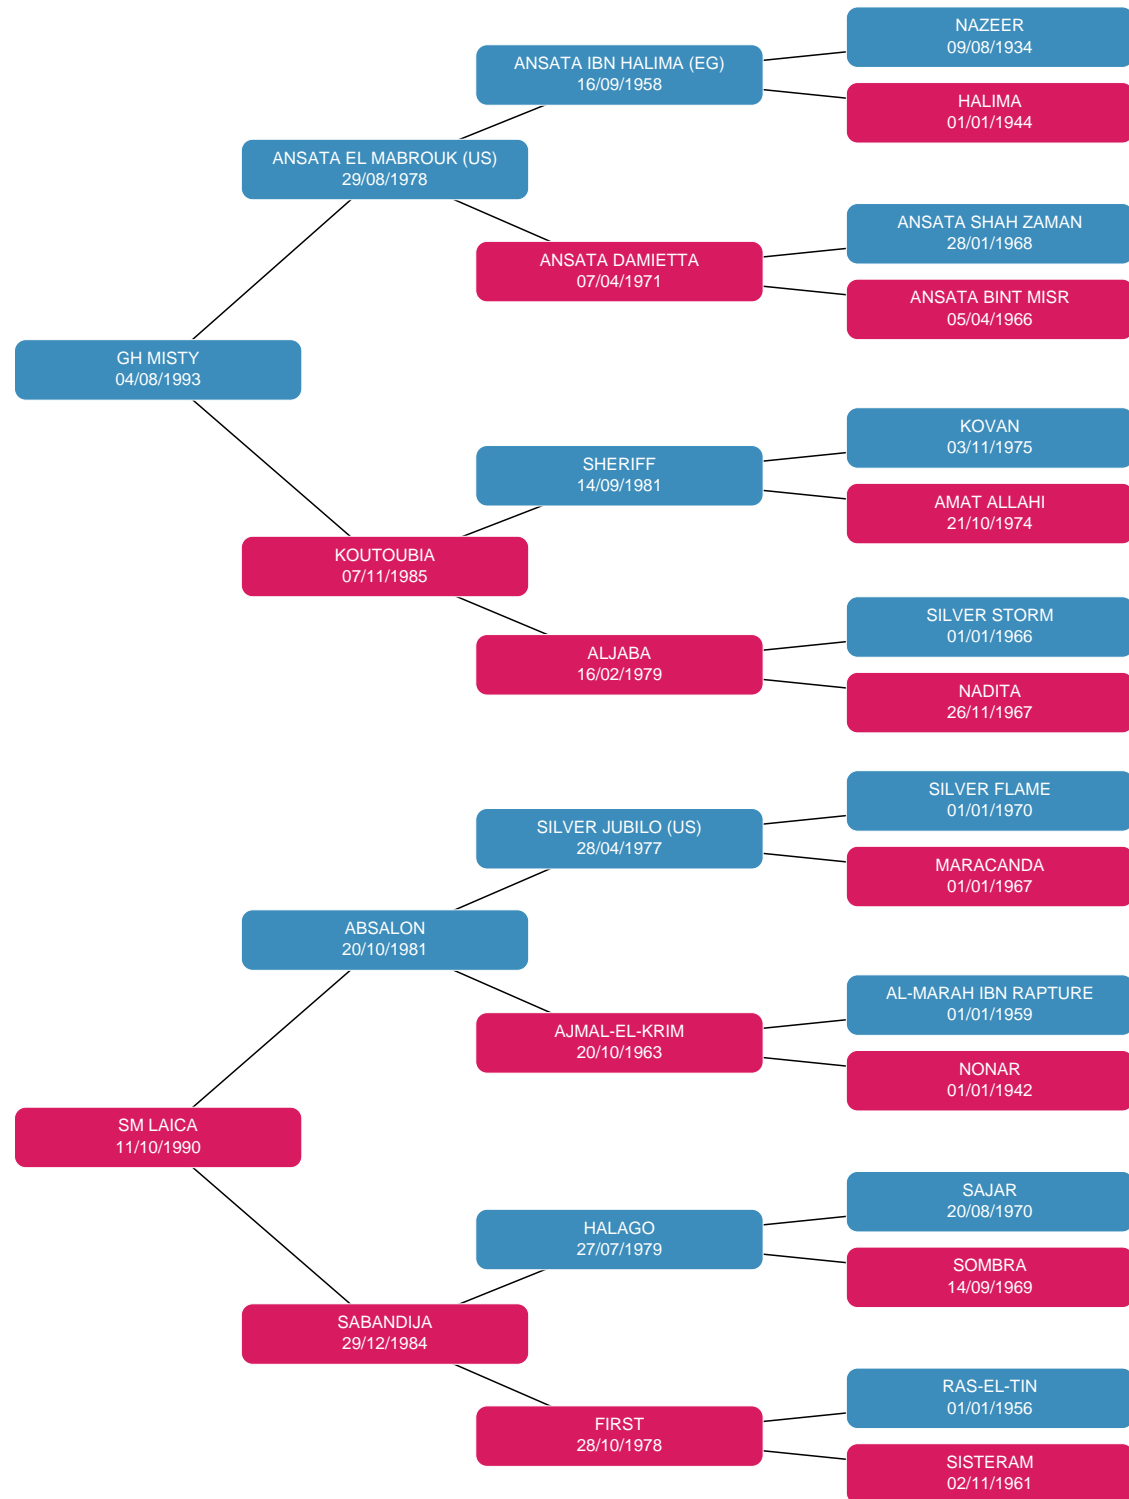 NAZEER
09/08/1934
ANSATA IBN HALIMA (EG)
16/09/1958
HALIMA
01/01/1944
ANSATA EL MABROUK (US)
29/08/1978
ANSATA SHAH ZAMAN
28/01/1968
ANSATA DAMIETTA
07/04/1971
ANSATA BINT MISR
05/04/1966
GH MISTY
04/08/1993
KOVAN
03/11/1975
SHERIFF
14/09/1981
AMAT ALLAHI
21/10/1974
KOUTOUBIA
07/11/1985
SILVER STORM
01/01/1966
ALJABA
16/02/1979
NADITA
26/11/1967
SILVER FLAME
01/01/1970
SILVER JUBILO (US)
28/04/1977
MARACANDA
01/01/1967
ABSALON
20/10/1981
AL-MARAH IBN RAPTURE
01/01/1959
AJMAL-EL-KRIM
20/10/1963
NONAR
01/01/1942
SM LAICA
11/10/1990
SAJAR
20/08/1970
HALAGO
27/07/1979
SOMBRA
14/09/1969
SABANDIJA
29/12/1984
RAS-EL-TIN
01/01/1956
FIRST
28/10/1978
SISTERAM
02/11/1961